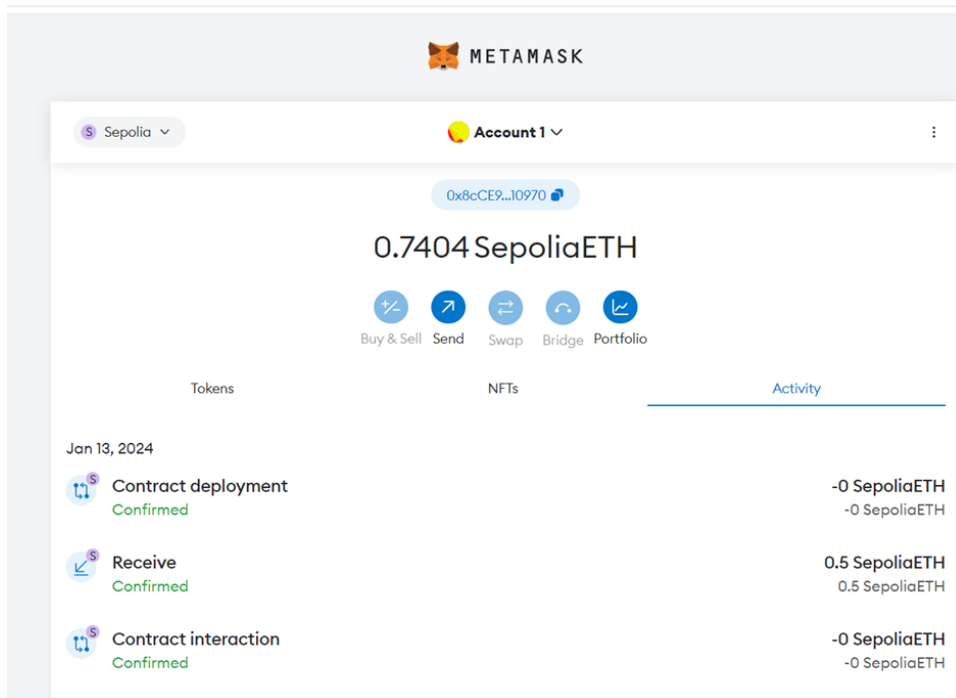 METAMASK
S Sepolia
Account 1
0x8cCE9...10970
0.7404 SepoliaETH
Buy & Sell Send Swap Bridge Portfolio
Tokens NFTs Activity
Jan 13, 2024
S
Contract deployment -0 SepoliaETH
Confirmed -0 SepoliaETH
S
Receive 0.5 SepoliaETH
Confirmed 0.5 SepoliaETH
S
Contract interaction -0 SepoliaETH
Confirmed -0 SepoliaETH